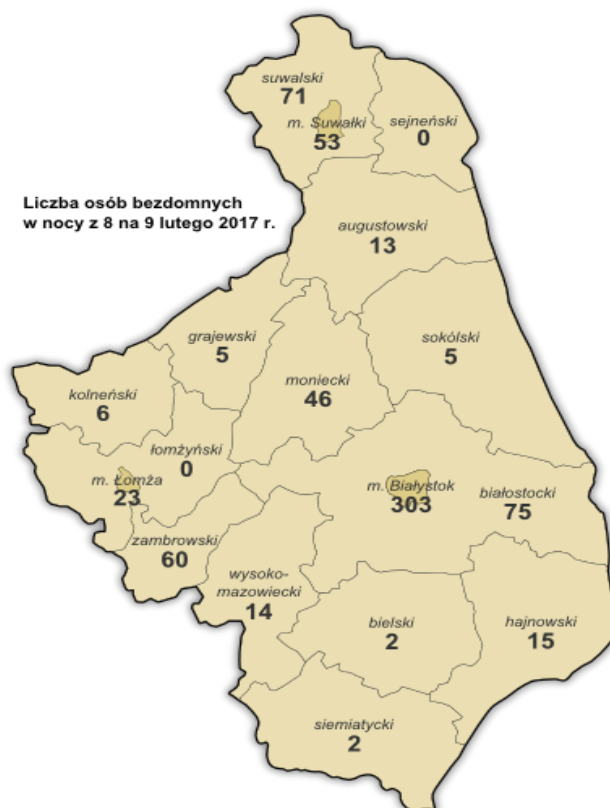 suwalski
71
m. Suwałki
53
sejneński
0
Liczba osób bezdomnych
w nocy z 8 na 9 lutego 2017 r.
augustowski
13
grajewski
5
sokólski
5
moniecki
46
kolneński
6
łomżyński
0
m. Łomża
23
m. Białystok
303
białostocki
75
zambrowski
60
wysoko-
mazowiecki
14
bielski
2
hajnowski
15
siemiatycki
2